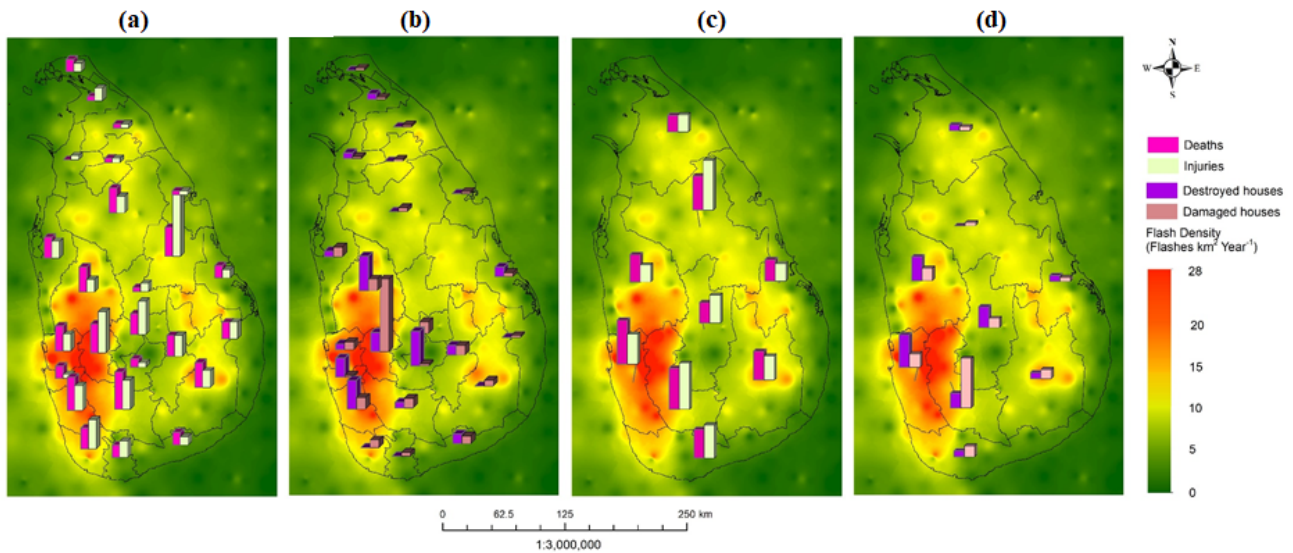 (a)
(b)
(c)
(d)
N
W E
S
Deaths
Injuries
Destroyed houses
Damaged houses
Flash Density
(Flashes km² Year⁻¹)
28
20
15
10
5
0
0 62.5 125 250 km
1:3,000,000